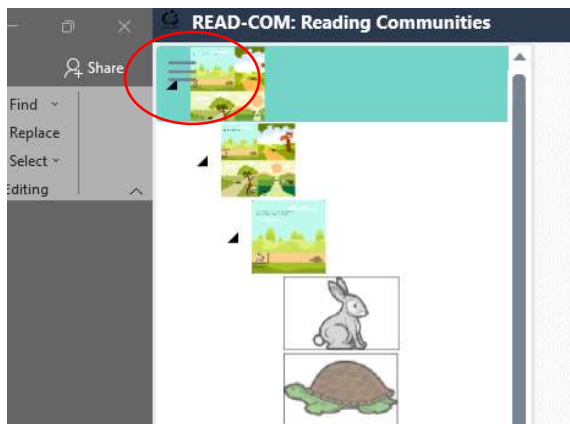 READ-COM: Reading Communities
Share
Find
Replace
Select
Editing